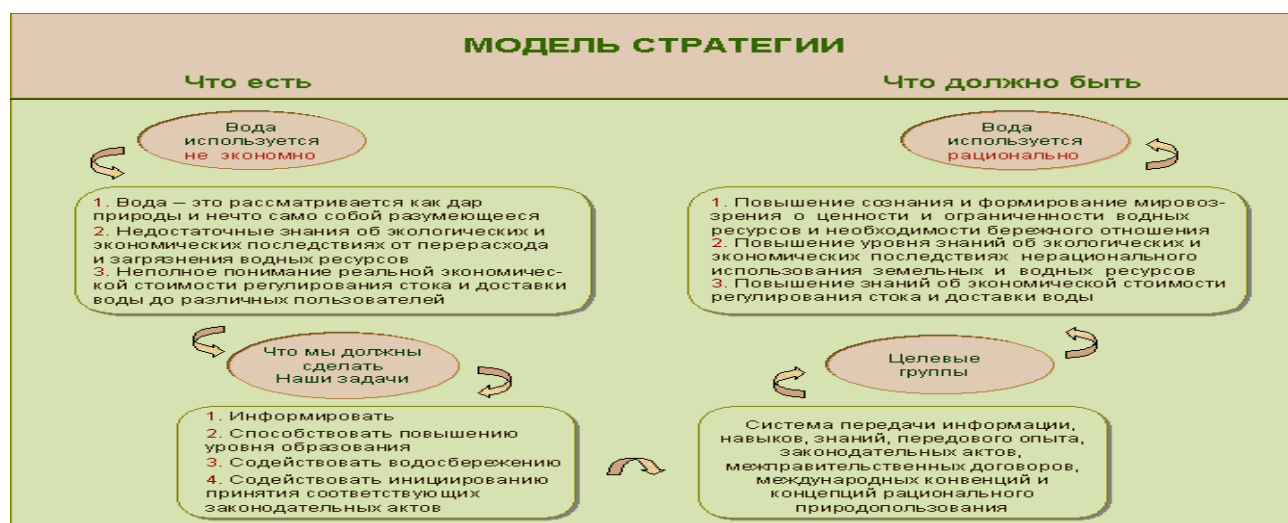 МОДЕЛЬ СТРАТЕГИИ
Что есть
Что должно быть
Вода
используется
не экономно
1. Вода – это рассматривается как дар
природы и нечто само собой разумеющееся
2. Недостаточные знания об экологических и
экономических последствиях от перерасхода
и загрязнения водных ресурсов
3. Неполное понимание реальной экономичес-
кой стоимости регулирования стока и доставки
воды до различных пользователей
Что мы должны
сделать
Наши задачи
1. Информировать
2. Способствовать повышению
уровня образования
3. Содействовать водосбережению
4. Содействовать инициированию
принятия соответствующих
законодательных актов
Система передачи информации,
навыков, знаний, передового опыта,
законодательных актов,
межправительственных договоров,
международных конвенций и
концепций рационального
природопользования
Целевые
группы
1. Повышение сознания и формирование мировоз-
зрения о ценности и ограниченности водных
ресурсов и необходимости бережного отношения
2. Повышение уровня знаний об экологических и
экономических последствиях нерационального
использования земельных и водных ресурсов
3. Повышение знаний об экономической стоимости
регулирования стока и доставки воды
Вода
используется
рационально